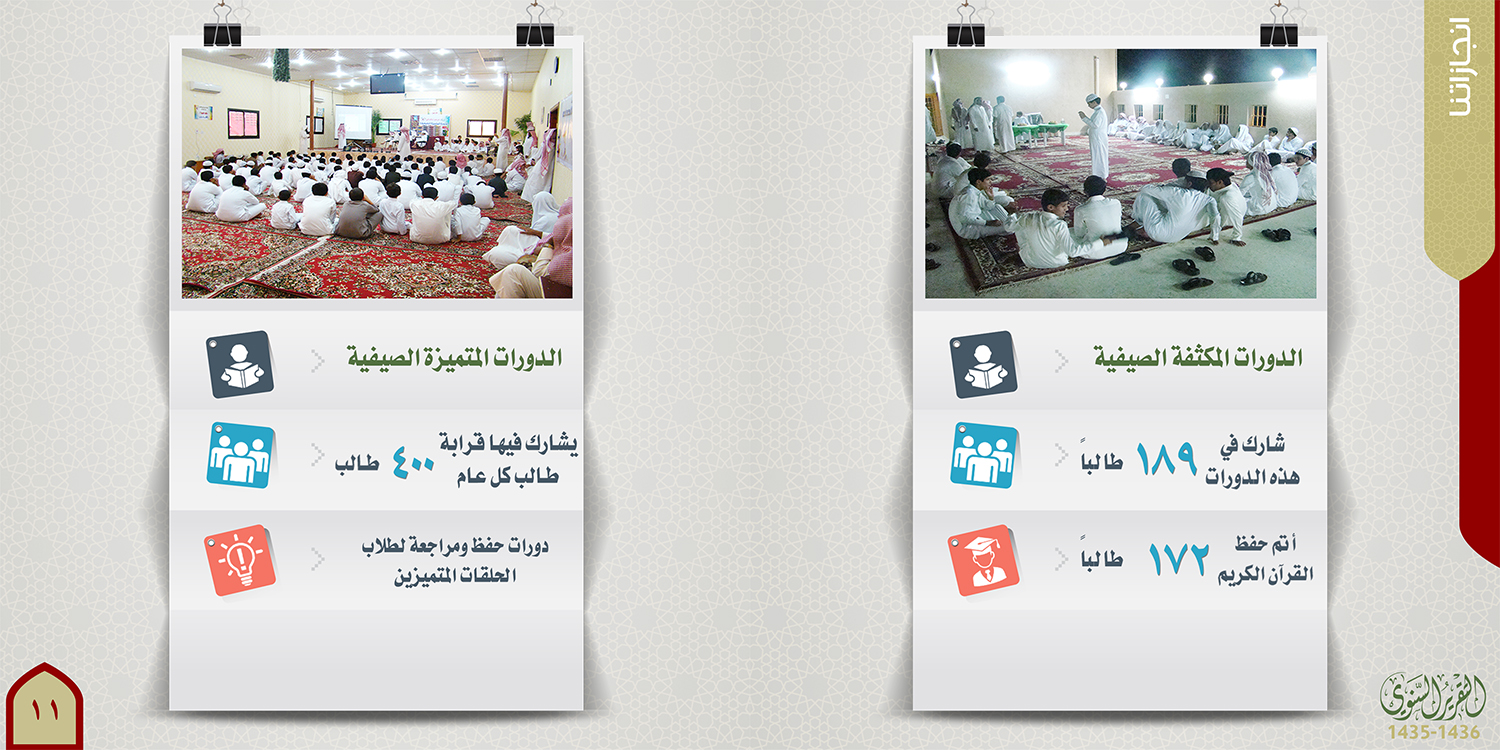 انجازاتنا
الدورات المكثفة الصيفية
شارك في
هذه الدورات
١٨٩ طالباً
أتم حفظ
القرآن الكريم
١٧٢ طالباً
الدورات المتميزة الصيفية
يشارك فيها قرابة
طالب كل عام
٤٠٠ طالب
دورات حفظ ومراجعة لطلاب
الحلقات المتميزين
التقرير السنوي
1435-1436
١١